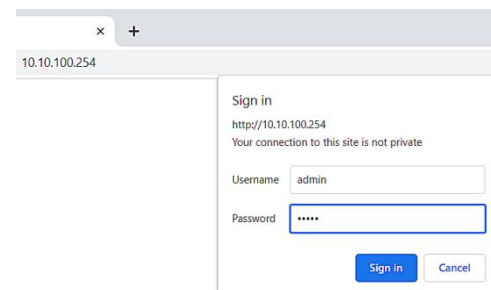 10.10.100.254
Sign in
http://10.10.100.254
Your connection to this site is not private
Username admin
Password •••••
Sign in Cancel